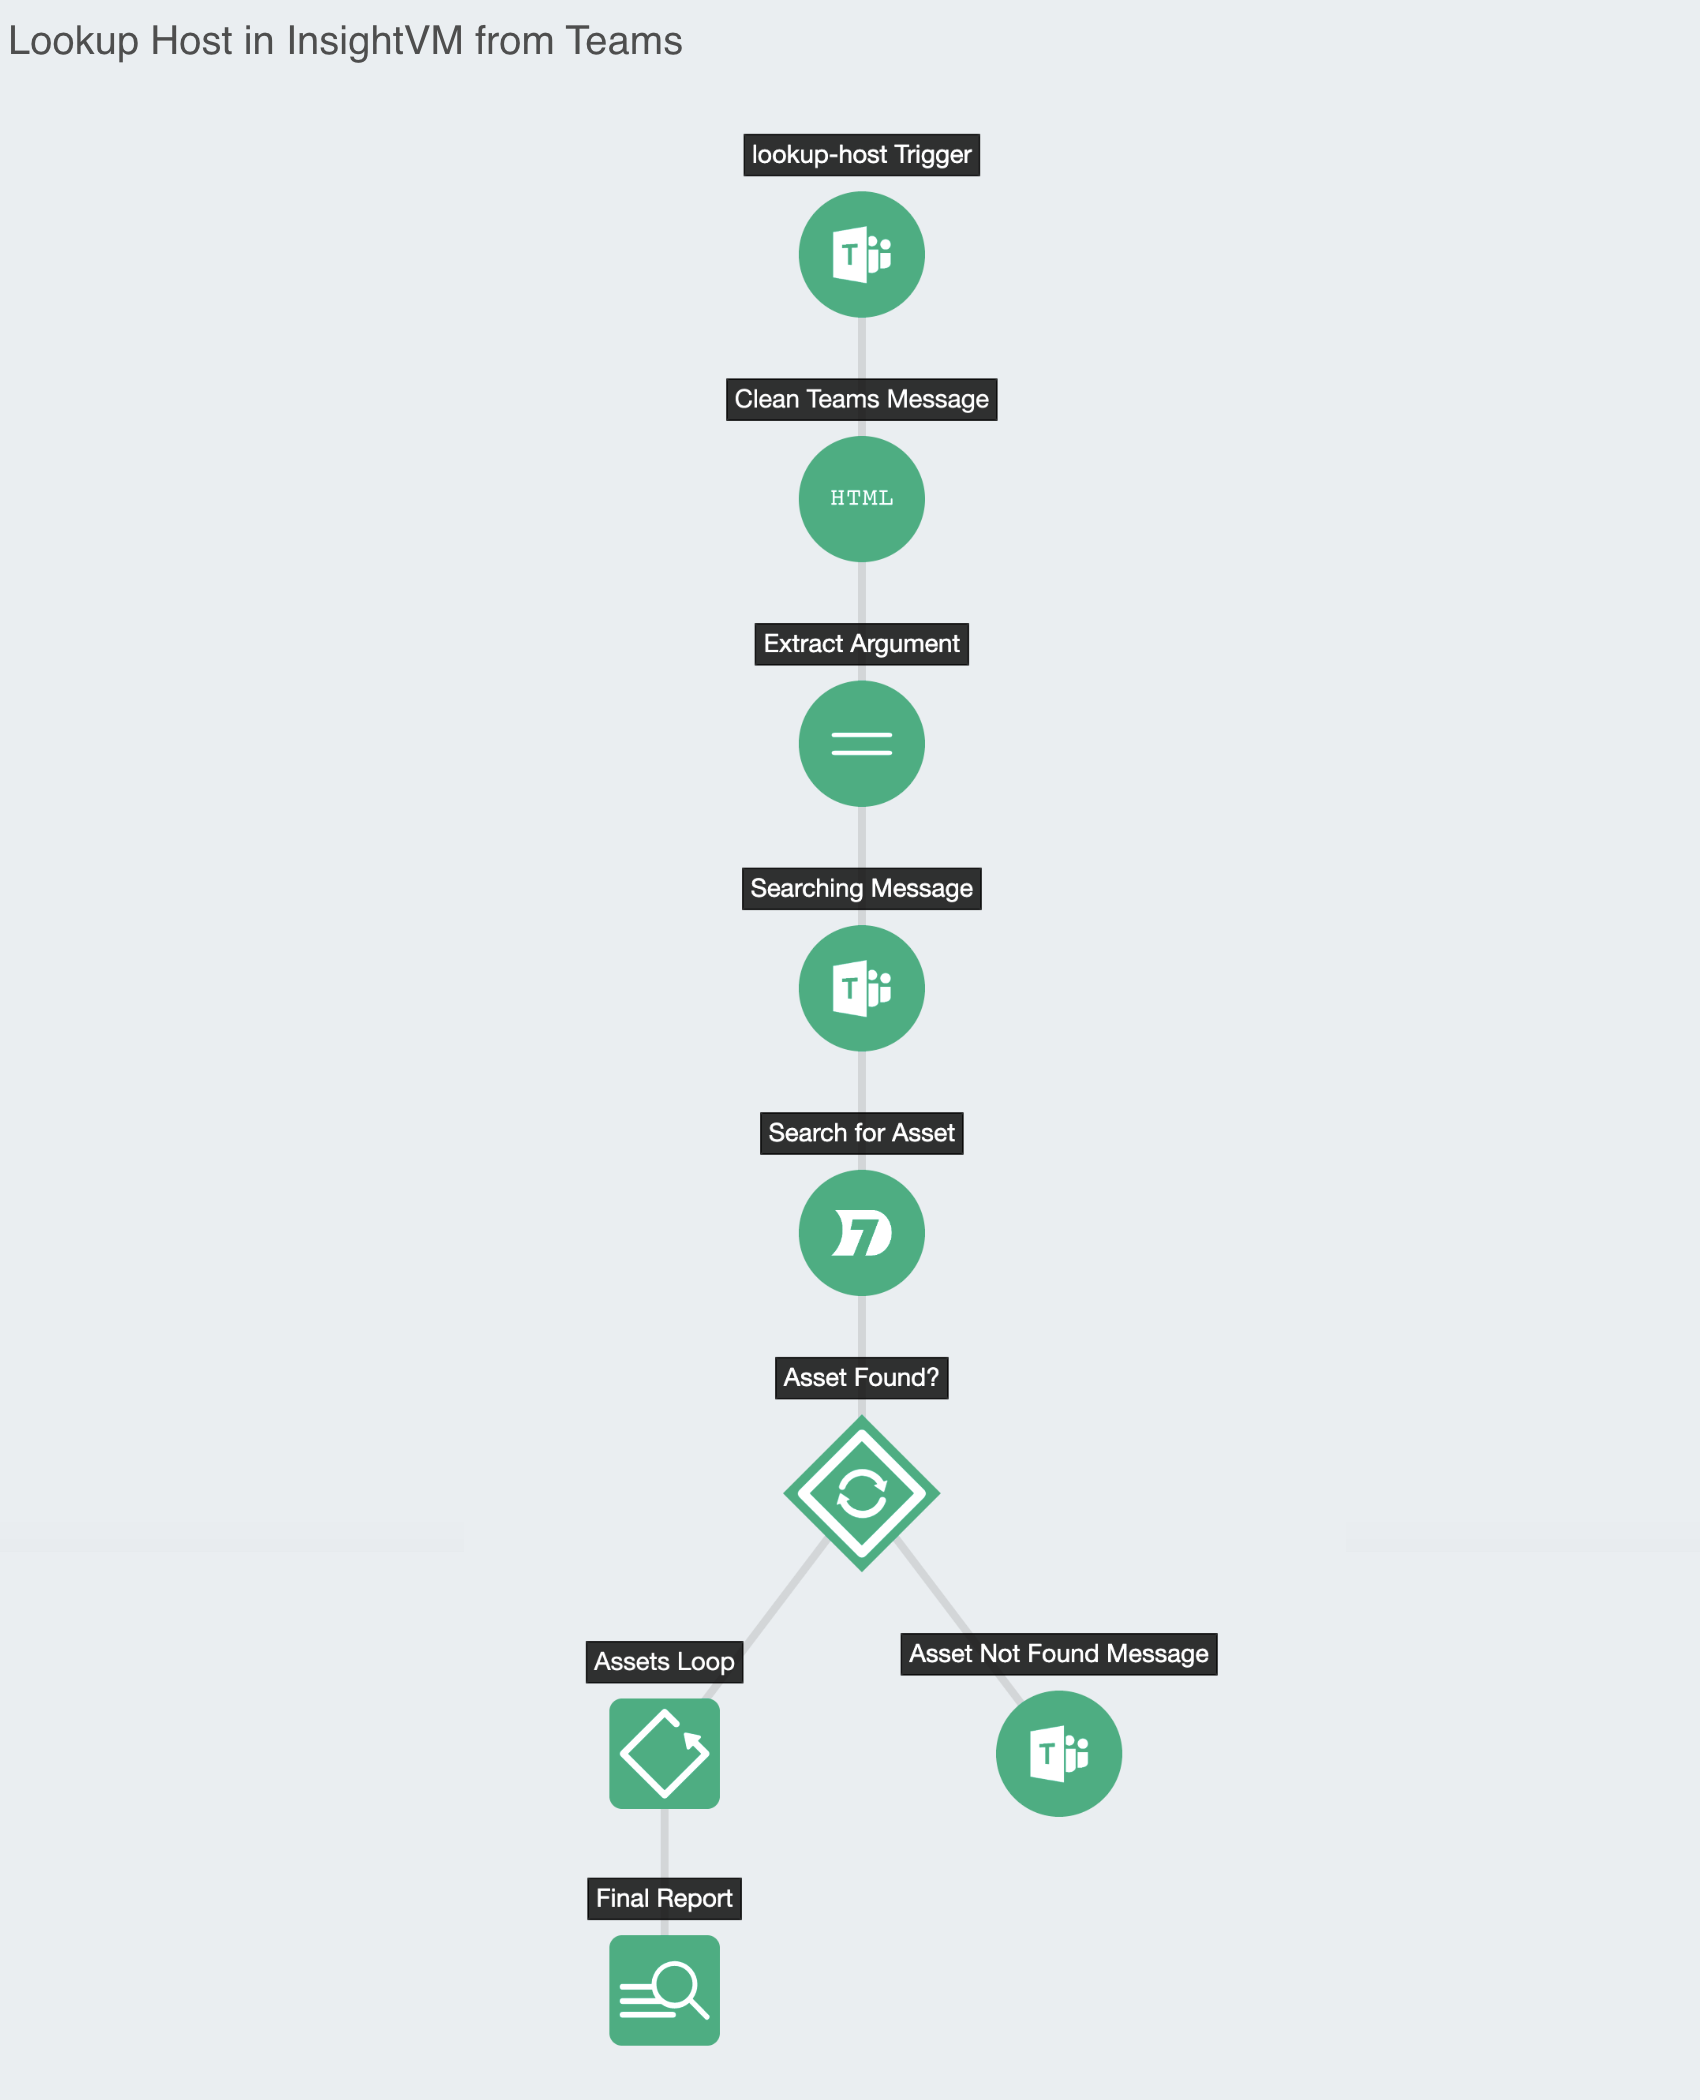 Lookup Host in InsightVM from Teams
lookup-host Trigger
T
Clean Teams Message
HTML
Extract Argument
Searching Message
T
Search for Asset
7
Asset Found?
Assets Loop
Asset Not Found Message
T
Final Report